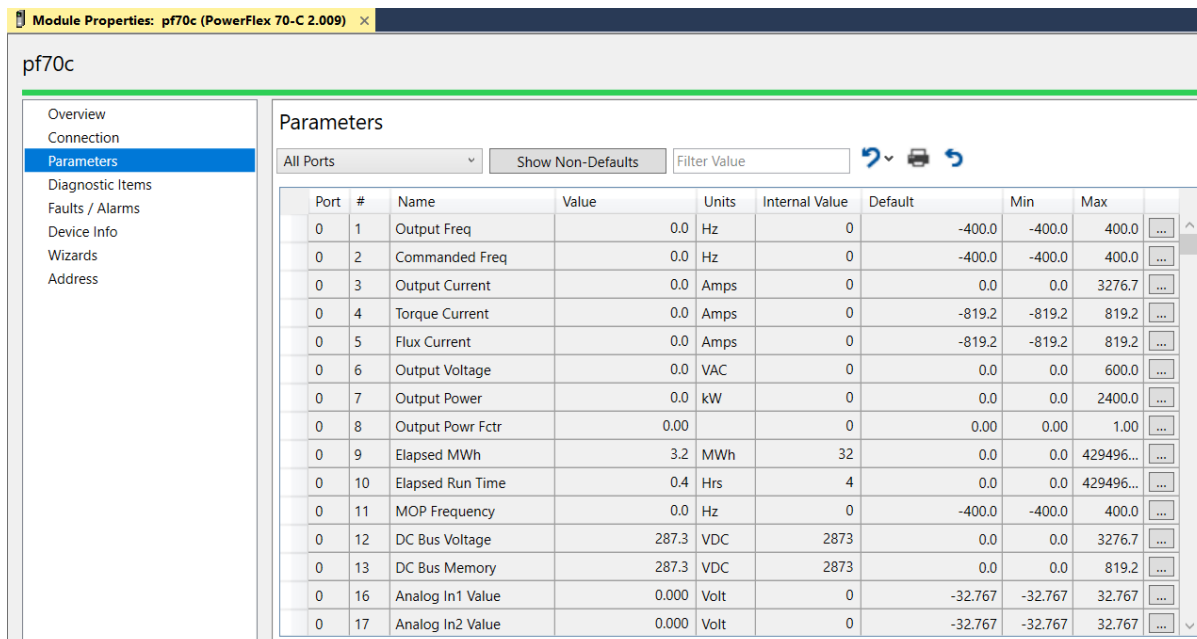 Module Properties: pf70c (PowerFlex 70-C 2.009) ×
pf70c
Overview
Connection
Parameters
Diagnostic Items
Faults / Alarms
Device Info
Wizards
Address
Parameters
All Ports Show Non-Defaults Filter Value
Port # Name Value Units Internal Value Default Min Max
0 1 Output Freq 0.0 Hz 0 -400.0 -400.0 400.0 ...
0 2 Commanded Freq 0.0 Hz 0 -400.0 -400.0 400.0 ...
0 3 Output Current 0.0 Amps 0 0.0 0.0 3276.7 ...
0 4 Torque Current 0.0 Amps 0 -819.2 -819.2 819.2 ...
0 5 Flux Current 0.0 Amps 0 -819.2 -819.2 819.2 ...
0 6 Output Voltage 0.0 VAC 0 0.0 0.0 600.0 ...
0 7 Output Power 0.0 kW 0 0.0 0.0 2400.0 ...
0 8 Output Powr Fctr 0.00 0 0.00 0.00 1.00 ...
0 9 Elapsed MWh 3.2 MWh 32 0.0 0.0 429496... ...
0 10 Elapsed Run Time 0.4 Hrs 4 0.0 0.0 429496... ...
0 11 MOP Frequency 0.0 Hz 0 -400.0 -400.0 400.0 ...
0 12 DC Bus Voltage 287.3 VDC 2873 0.0 0.0 3276.7 ...
0 13 DC Bus Memory 287.3 VDC 2873 0.0 0.0 819.2 ...
0 16 Analog In1 Value 0.000 Volt 0 -32.767 -32.767 32.767 ...
0 17 Analog In2 Value 0.000 Volt 0 -32.767 -32.767 32.767 ...